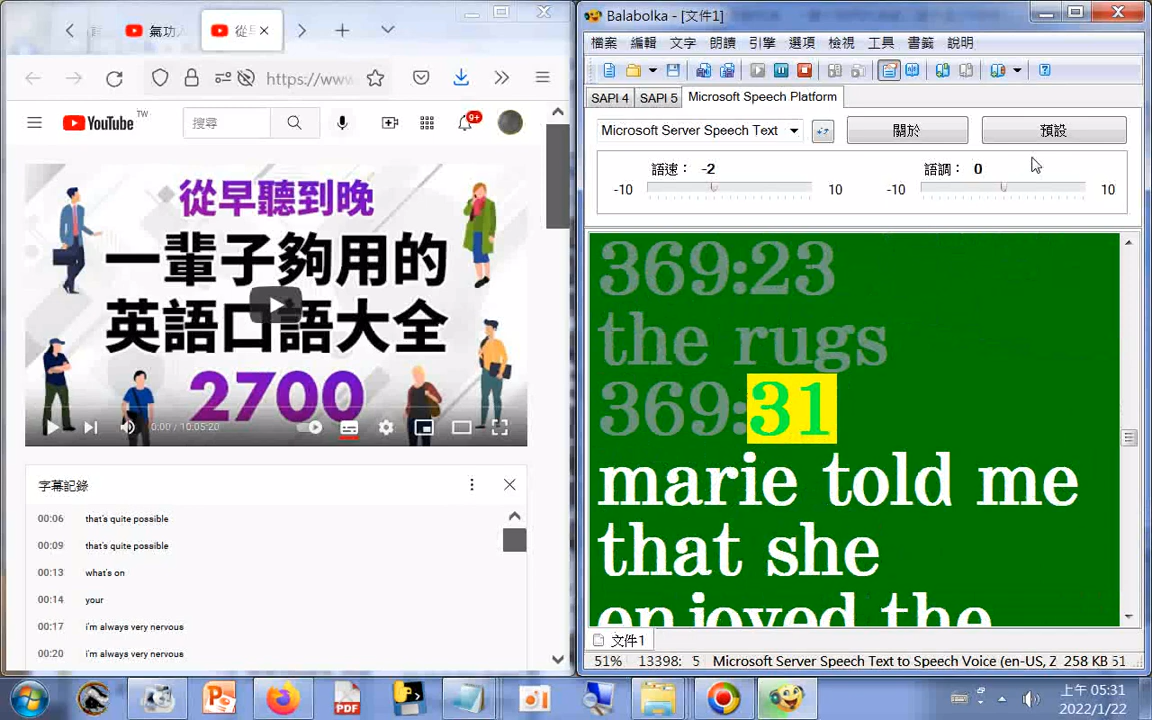 氣功
從
https://www
YouTube TW
搜尋
9+
從早聽到晚
一輩子夠用的
英語口語大全
2700
0:00 / 10:05:20
字幕記錄
00:06 that's quite possible
00:09 that's quite possible
00:13 what's on
00:14 your
00:17 i'm always very nervous
00:20 i'm always very nervous
Balabolka - [文件1]
檔案 編輯 文字 朗讀 引擎 選項 檢視 工具 書籤 說明
SAPI 4 SAPI 5 Microsoft Speech Platform
Microsoft Server Speech Text 關於 預設
語速： -2 語調： 0
-10 10 -10 10
369:23
the rugs
369:31
marie told me
that she
enjoyed the
文件1
51% 13398: 5 Microsoft Server Speech Text to Speech Voice (en-US, Z 258 KB 51
PDF
上午 05:31
2022/1/22